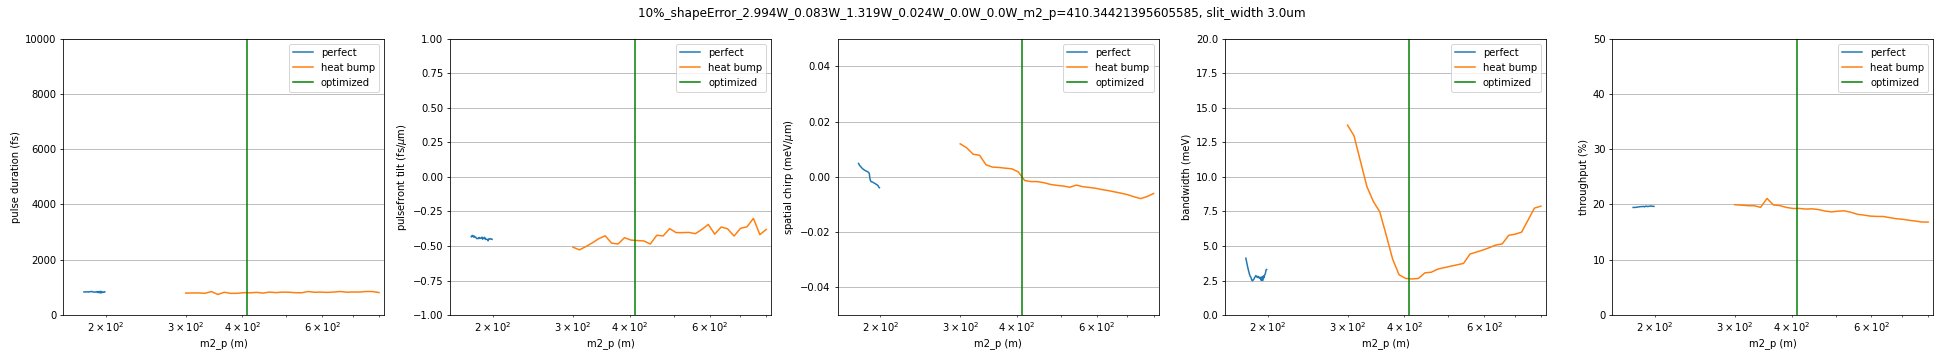 10%_shapeError_2.994W_0.083W_1.319W_0.024W_0.0W_0.0W_m2_p=410.34421395605585, slit_width 3.0um
pulse duration (fs)
10000
8000
6000
4000
2000
0
perfect
heat bump
optimized
2 × 10²
3 × 10²
4 × 10²
6 × 10²
m2_p (m)
pulsefront tilt (fs/μm)
1.00
0.75
0.50
0.25
0.00
−0.25
−0.50
−0.75
−1.00
perfect
heat bump
optimized
2 × 10²
3 × 10²
4 × 10²
6 × 10²
m2_p (m)
spatial chirp (meV/μm)
0.04
0.02
0.00
−0.02
−0.04
perfect
heat bump
optimized
2 × 10²
3 × 10²
4 × 10²
6 × 10²
m2_p (m)
bandwidth (meV)
20.0
17.5
15.0
12.5
10.0
7.5
5.0
2.5
0.0
perfect
heat bump
optimized
2 × 10²
3 × 10²
4 × 10²
6 × 10²
m2_p (m)
throughput (%)
50
40
30
20
10
0
perfect
heat bump
optimized
2 × 10²
3 × 10²
4 × 10²
6 × 10²
m2_p (m)